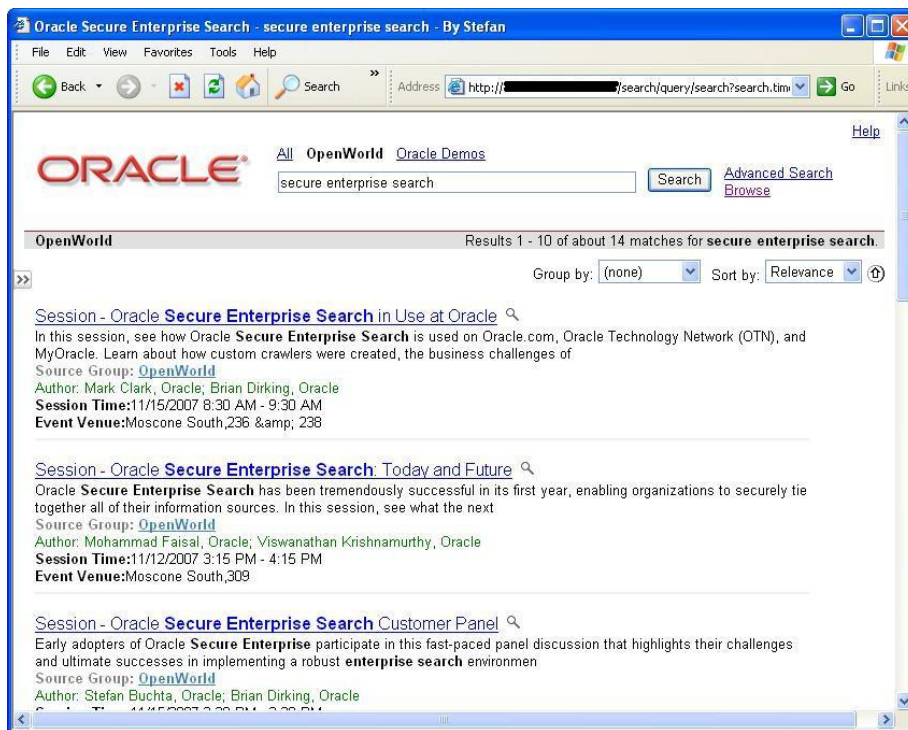 Oracle Secure Enterprise Search - secure enterprise search - By Stefan
File Edit View Favorites Tools Help
Back Search » Address http:// /search/query/search?search.tim Go Links
Help
ORACLE
All OpenWorld Oracle Demos
secure enterprise search Search Advanced Search
Browse
OpenWorld Results 1 - 10 of about 14 matches for secure enterprise search.
>> Group by: (none) Sort by: Relevance
Session - Oracle Secure Enterprise Search in Use at Oracle
In this session, see how Oracle Secure Enterprise Search is used on Oracle.com, Oracle Technology Network (OTN), and
MyOracle. Learn about how custom crawlers were created, the business challenges of
Source Group: OpenWorld
Author: Mark Clark, Oracle; Brian Dirking, Oracle
Session Time:11/15/2007 8:30 AM - 9:30 AM
Event Venue:Moscone South,236 &amp; 238
Session - Oracle Secure Enterprise Search: Today and Future
Oracle Secure Enterprise Search has been tremendously successful in its first year, enabling organizations to securely tie
together all of their information sources. In this session, see what the next
Source Group: OpenWorld
Author: Mohammad Faisal, Oracle; Viswanathan Krishnamurthy, Oracle
Session Time:11/12/2007 3:15 PM - 4:15 PM
Event Venue:Moscone South,309
Session - Oracle Secure Enterprise Search Customer Panel
Early adopters of Oracle Secure Enterprise participate in this fast-paced panel discussion that highlights their challenges
and ultimate successes in implementing a robust enterprise search environmen
Source Group: OpenWorld
Author: Stefan Buchta, Oracle; Brian Dirking, Oracle